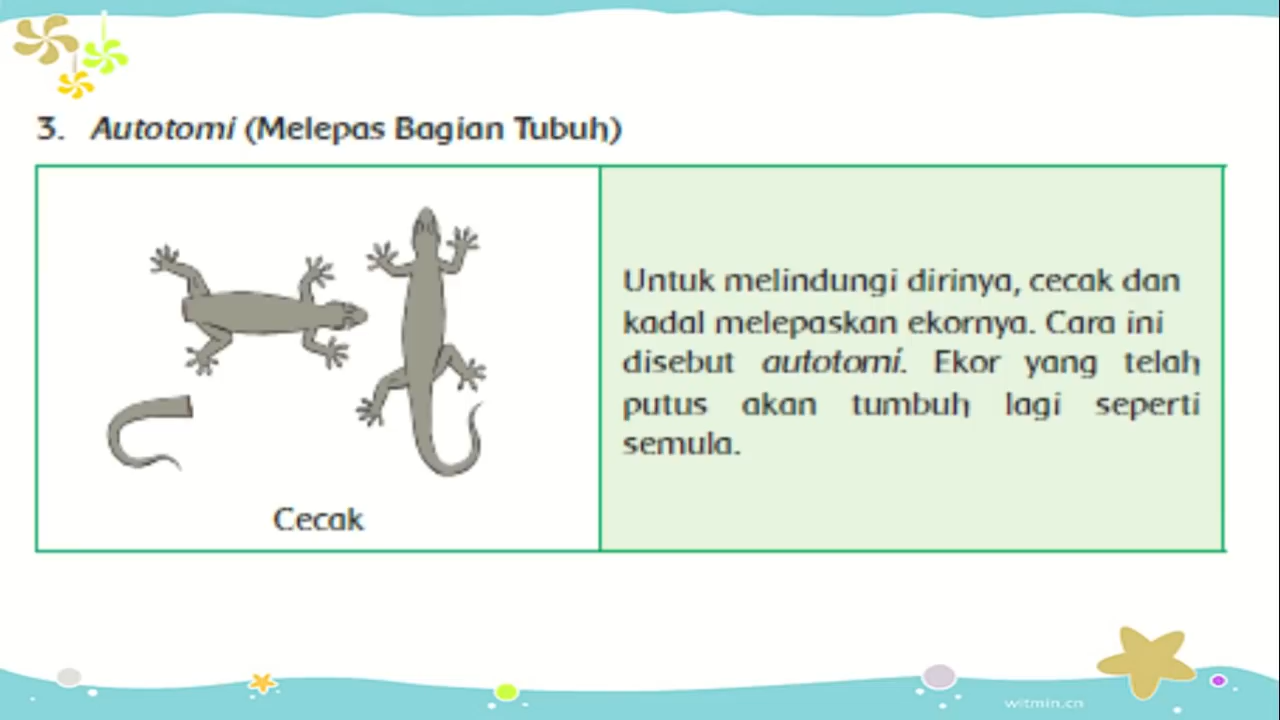 3. Autotomi (Melepas Bagian Tubuh)
Untuk melindungi dirinya, cecak dan
kadal melepaskan ekornya. Cara ini
disebut autotomi. Ekor yang telah
putus akan tumbuh lagi seperti
semula.
Cecak
witmin.cn